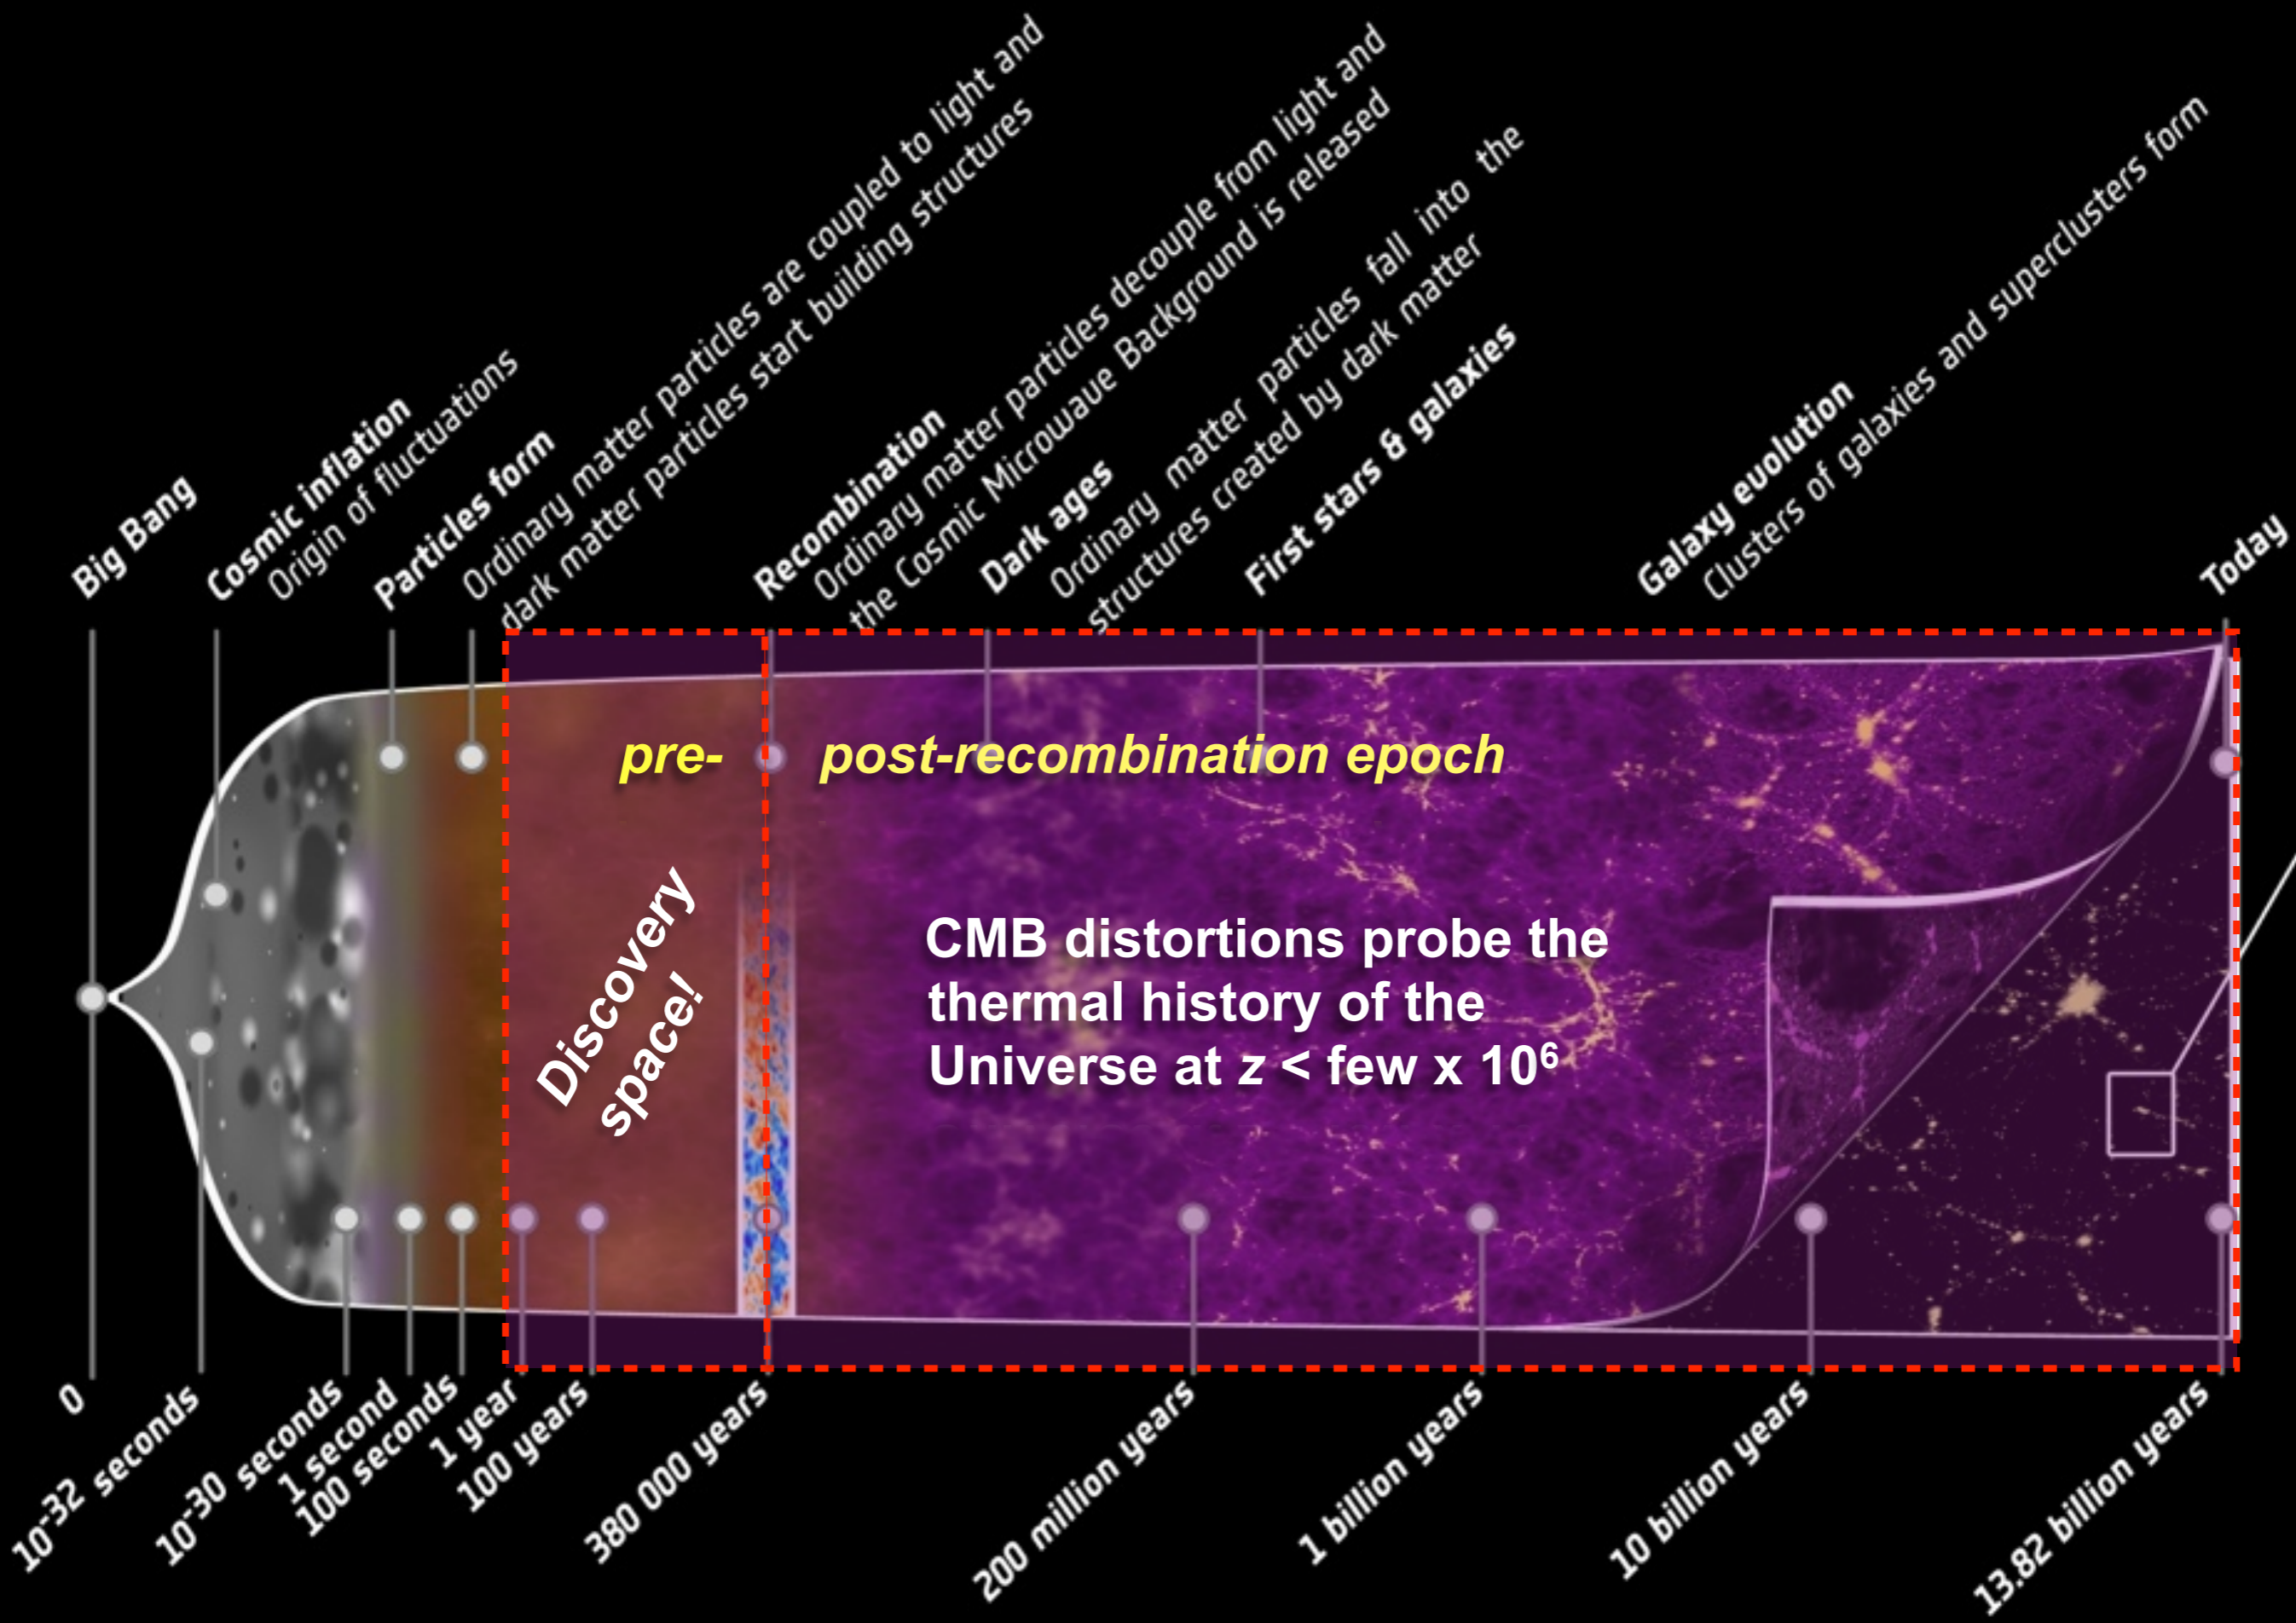 Big Bang
Cosmic inflation
Origin of fluctuations
Particles form
Ordinary matter particles are coupled to light and
dark matter particles start building structures
Recombination
Ordinary matter particles decouple from light and
the Cosmic Microwave Background is released
Dark ages
Ordinary matter particles fall into the
structures created by dark matter
First stars & galaxies
Galaxy evolution
Clusters of galaxies and superclusters form
Today
pre-
post-recombination epoch
Discovery
space!
CMB distortions probe the
thermal history of the
Universe at z < few x 10⁶
0
10⁻³² seconds
10⁻³⁰ seconds
1 second
100 seconds
1 year
100 years
380 000 years
200 million years
1 billion years
10 billion years
13.82 billion years